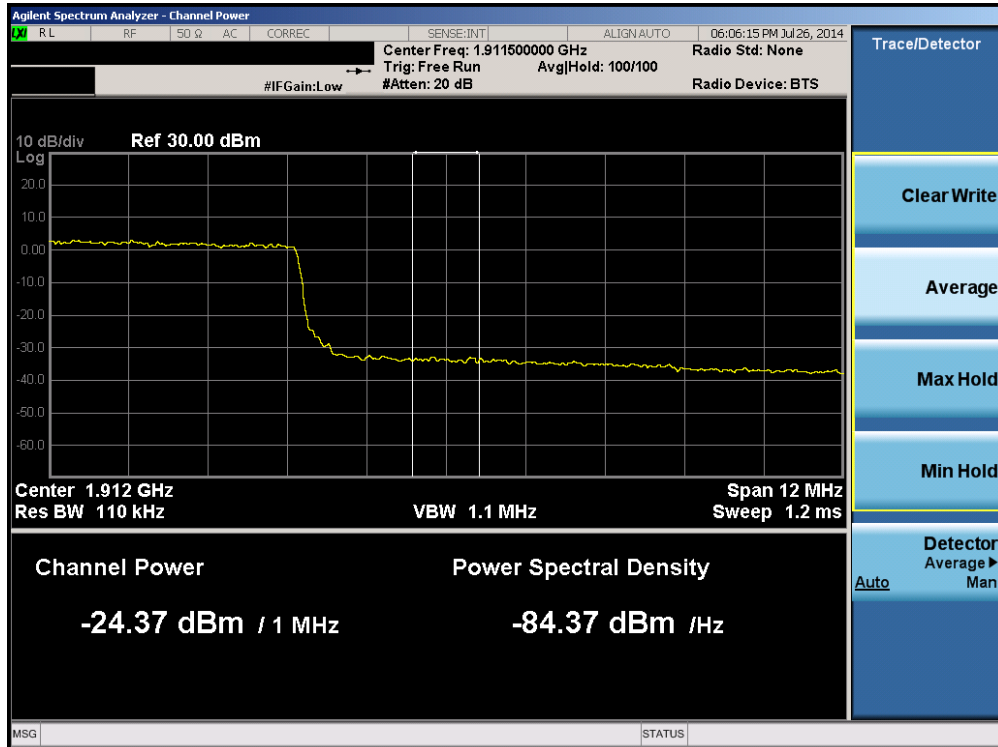 Agilent Spectrum Analyzer - Channel Power
LXI RL RF 50 Ω AC CORREC SENSE:INT ALIGN AUTO 06:06:15 PM Jul 26, 2014
Center Freq: 1.911500000 GHz Radio Std: None
Trig: Free Run Avg|Hold: 100/100
#IFGain:Low #Atten: 20 dB Radio Device: BTS
10 dB/div Ref 30.00 dBm
Log
20.0
10.0
0.00
-10.0
-20.0
-30.0
-40.0
-50.0
-60.0
Center 1.912 GHz Span 12 MHz
Res BW 110 kHz VBW 1.1 MHz Sweep 1.2 ms
Channel Power Power Spectral Density
-24.37 dBm / 1 MHz -84.37 dBm /Hz
MSG STATUS
Trace/Detector
Clear Write
Average
Max Hold
Min Hold
Detector
Average▶
Auto Man